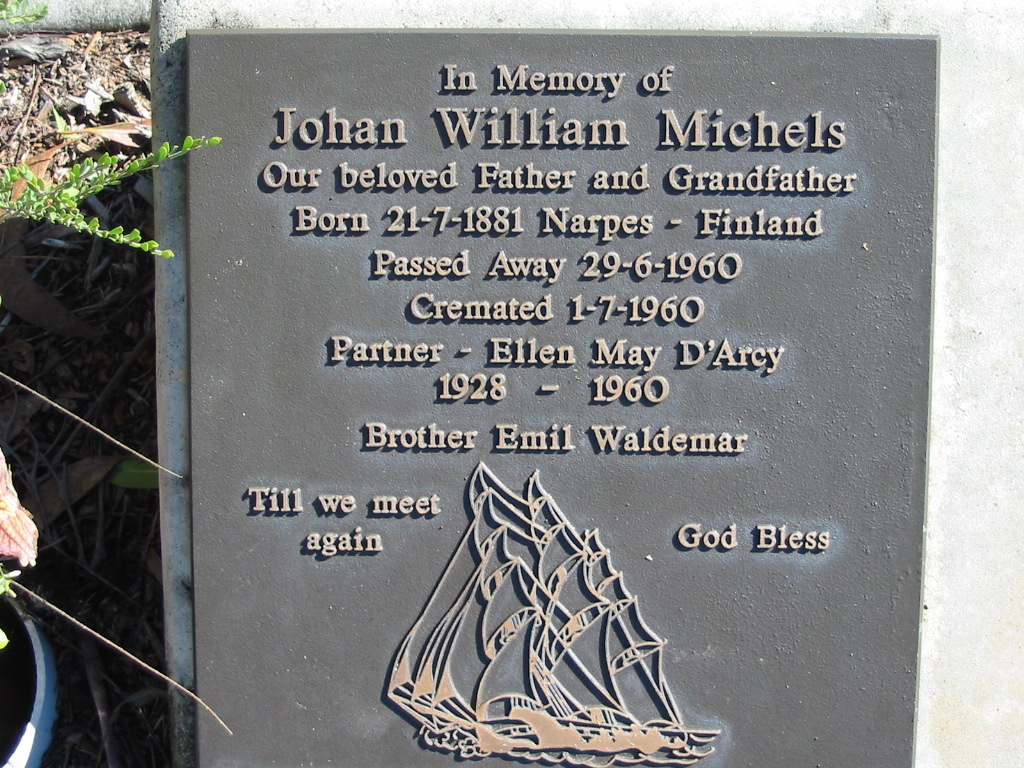 In Memory of
Johan William Michels
Our beloved Father and Grandfather
Born 21-7-1881 Narpes - Finland
Passed Away 29-6-1960
Cremated 1-7-1960
Partner - Ellen May D'Arcy
1928 - 1960
Brother Emil Waldemar
Till we meet
again
God Bless